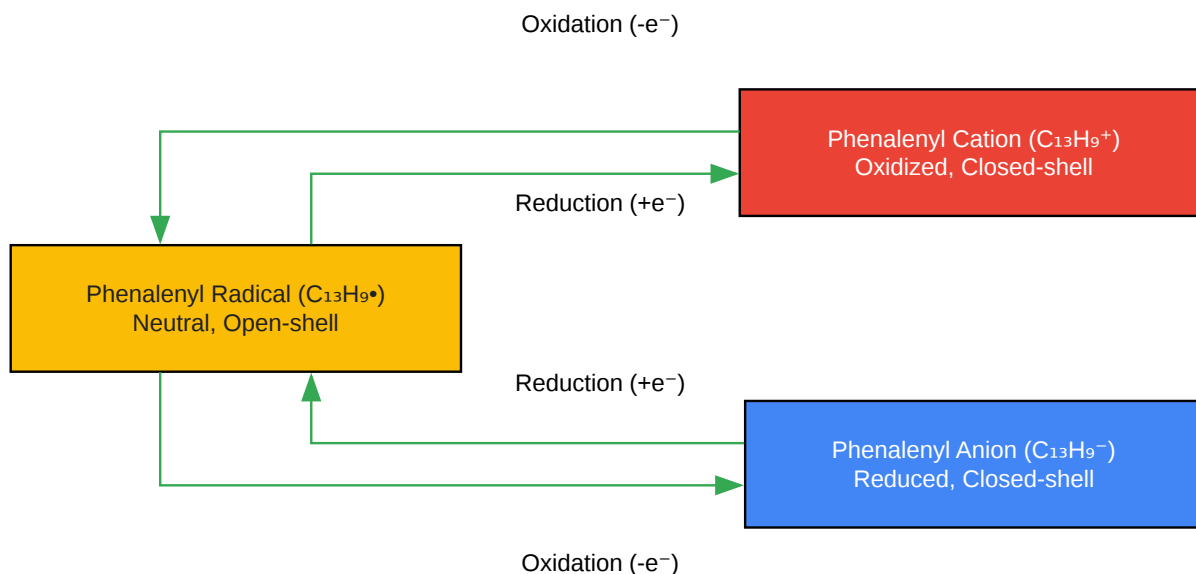 Oxidation (-e⁻)
Phenalenyl Cation (C₁₃H₉⁺)
Oxidized, Closed-shell
Reduction (+e⁻)
Phenalenyl Radical (C₁₃H₉•)
Neutral, Open-shell
Reduction (+e⁻)
Phenalenyl Anion (C₁₃H₉⁻)
Reduced, Closed-shell
Oxidation (-e⁻)